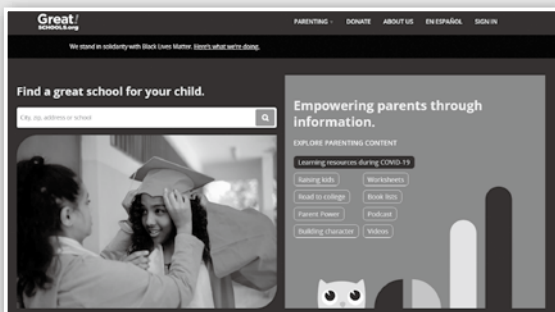 Great!
SCHOOLS.org
PARENTING DONATE ABOUT US EN ESPAÑOL SIGN IN
We stand in solidarity with Black Lives Matter. Here's what we're doing.
Find a great school for your child.
City, zip, address or school
Empowering parents through
information.
EXPLORE PARENTING CONTENT
Learning resources during COVID-19
Raising kids Worksheets
Road to college Book lists
Parent Power Podcast
Building character Videos